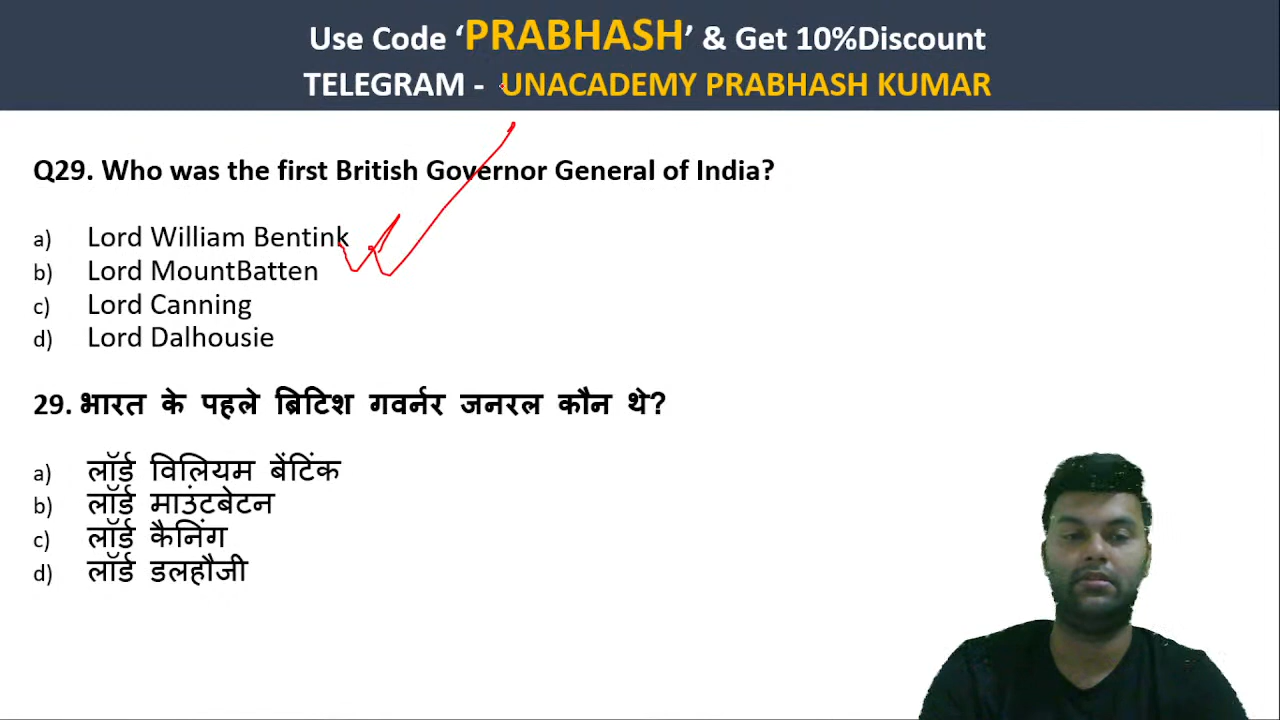 Use Code ‘PRABHASH’ & Get 10%Discount
TELEGRAM - UNACADEMY PRABHASH KUMAR
Q29. Who was the first British Governor General of India?
a) Lord William Bentink
b) Lord MountBatten
c) Lord Canning
d) Lord Dalhousie
29. भारत के पहले ब्रिटिश गवर्नर जनरल कौन थे?
a) लॉर्ड विलियम बेंटिंक
b) लॉर्ड माउंटबेटन
c) लॉर्ड कैनिंग
d) लॉर्ड डलहौजी